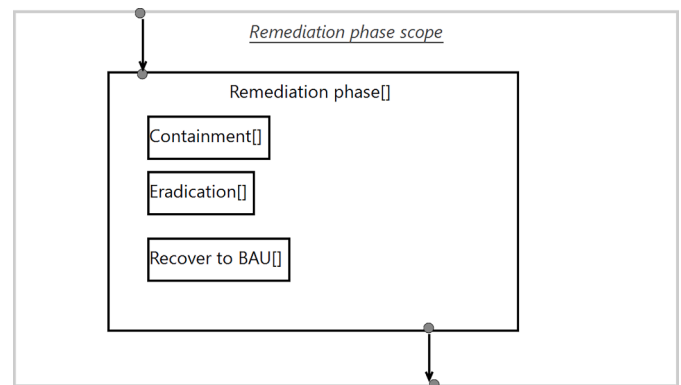 Remediation phase scope
Remediation phase[]
Containment[]
Eradication[]
Recover to BAU[]